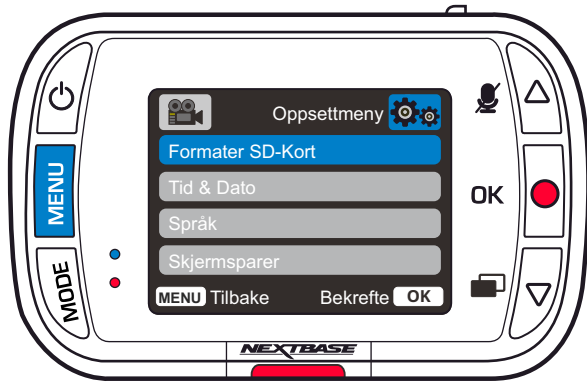 Oppsettmeny
Formater SD-Kort
Tid & Dato
Språk
Skjermsparer
MENU Tilbake Bekrefte OK
MENU
MODE
OK
NEXTBASE